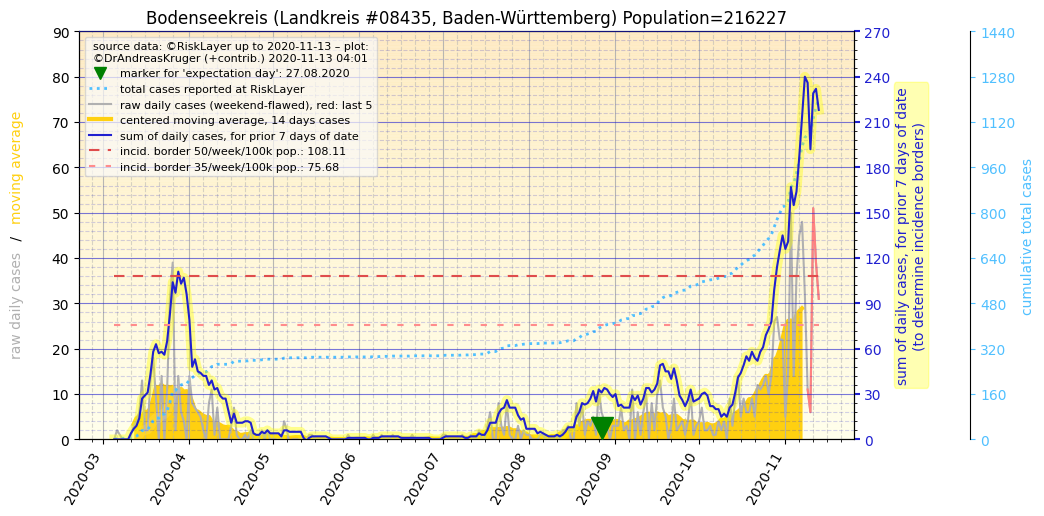 Bodenseekreis (Landkreis #08435, Baden-Württemberg) Population=216227
source data: ©RiskLayer up to 2020-11-13 – plot:
©DrAndreasKruger (+contrib.) 2020-11-13 04:01
marker for 'expectation day': 27.08.2020
total cases reported at RiskLayer
raw daily cases (weekend-flawed), red: last 5
centered moving average, 14 days cases
sum of daily cases, for prior 7 days of date
incid. border 50/week/100k pop.: 108.11
incid. border 35/week/100k pop.: 75.68
raw daily cases / moving average
90
80
70
60
50
40
30
20
10
0
2020-03
2020-04
2020-05
2020-06
2020-07
2020-08
2020-09
2020-10
2020-11
270
240
210
180
150
120
90
60
30
0
sum of daily cases, for prior 7 days of date
(to determine incidence borders)
1440
1280
1120
960
800
640
480
320
160
0
cumulative total cases